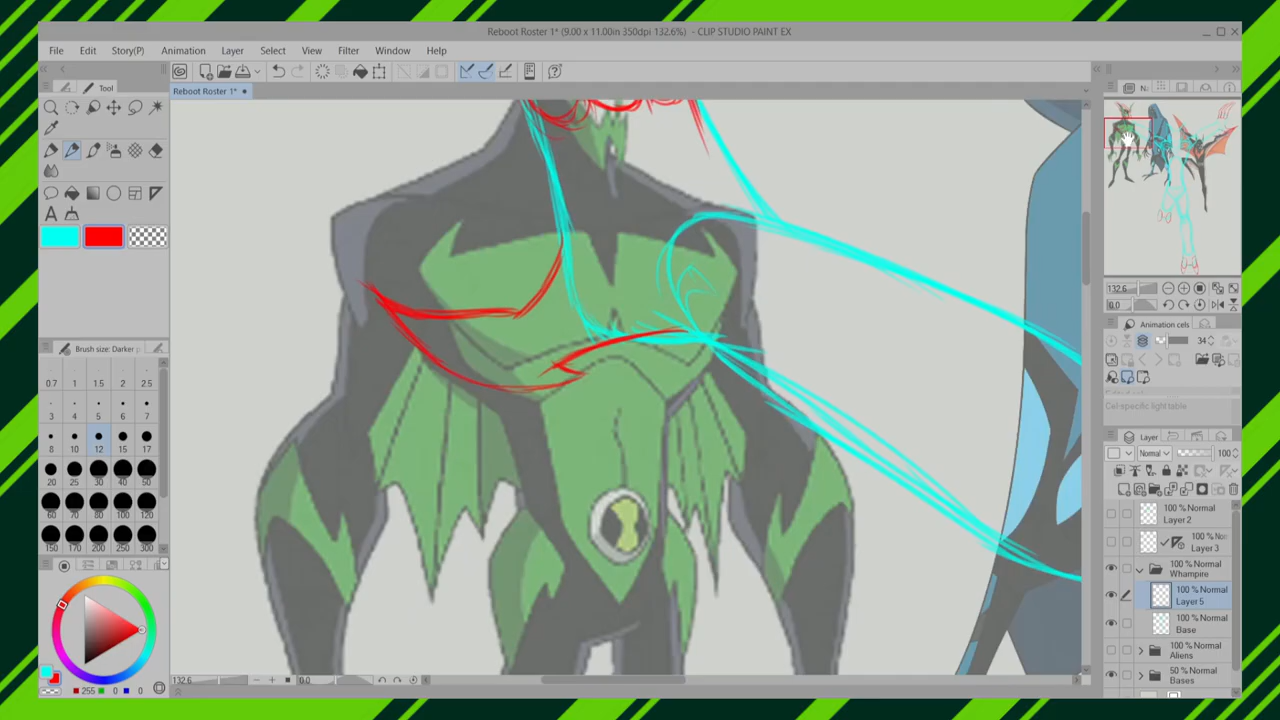 Reboot Roster 1* (9.00 x 11.00in 350dpi 132.6%) - CLIP STUDIO PAINT EX
File Edit Story(P) Animation Layer Select View Filter Window Help
Reboot Roster 1*
Tool
Brush size: Darker
0.7 1 1.5 2 2.5
3 4 5 6 7
8 10 12 15 17
20 25 30 40 50
60 70 80 100 120
150 170 200 250 300
255 0 0
132.6 0.0
132.6
0.0
Animation cels
34
Cel-specific light table
Layer
Normal 100
100 % Normal
Layer 2
Layer 3
100 % Normal
Whampire
100 % Normal
Layer 5
100 % Normal
Base
100 % Normal
Aliens
50 % Normal
Bases